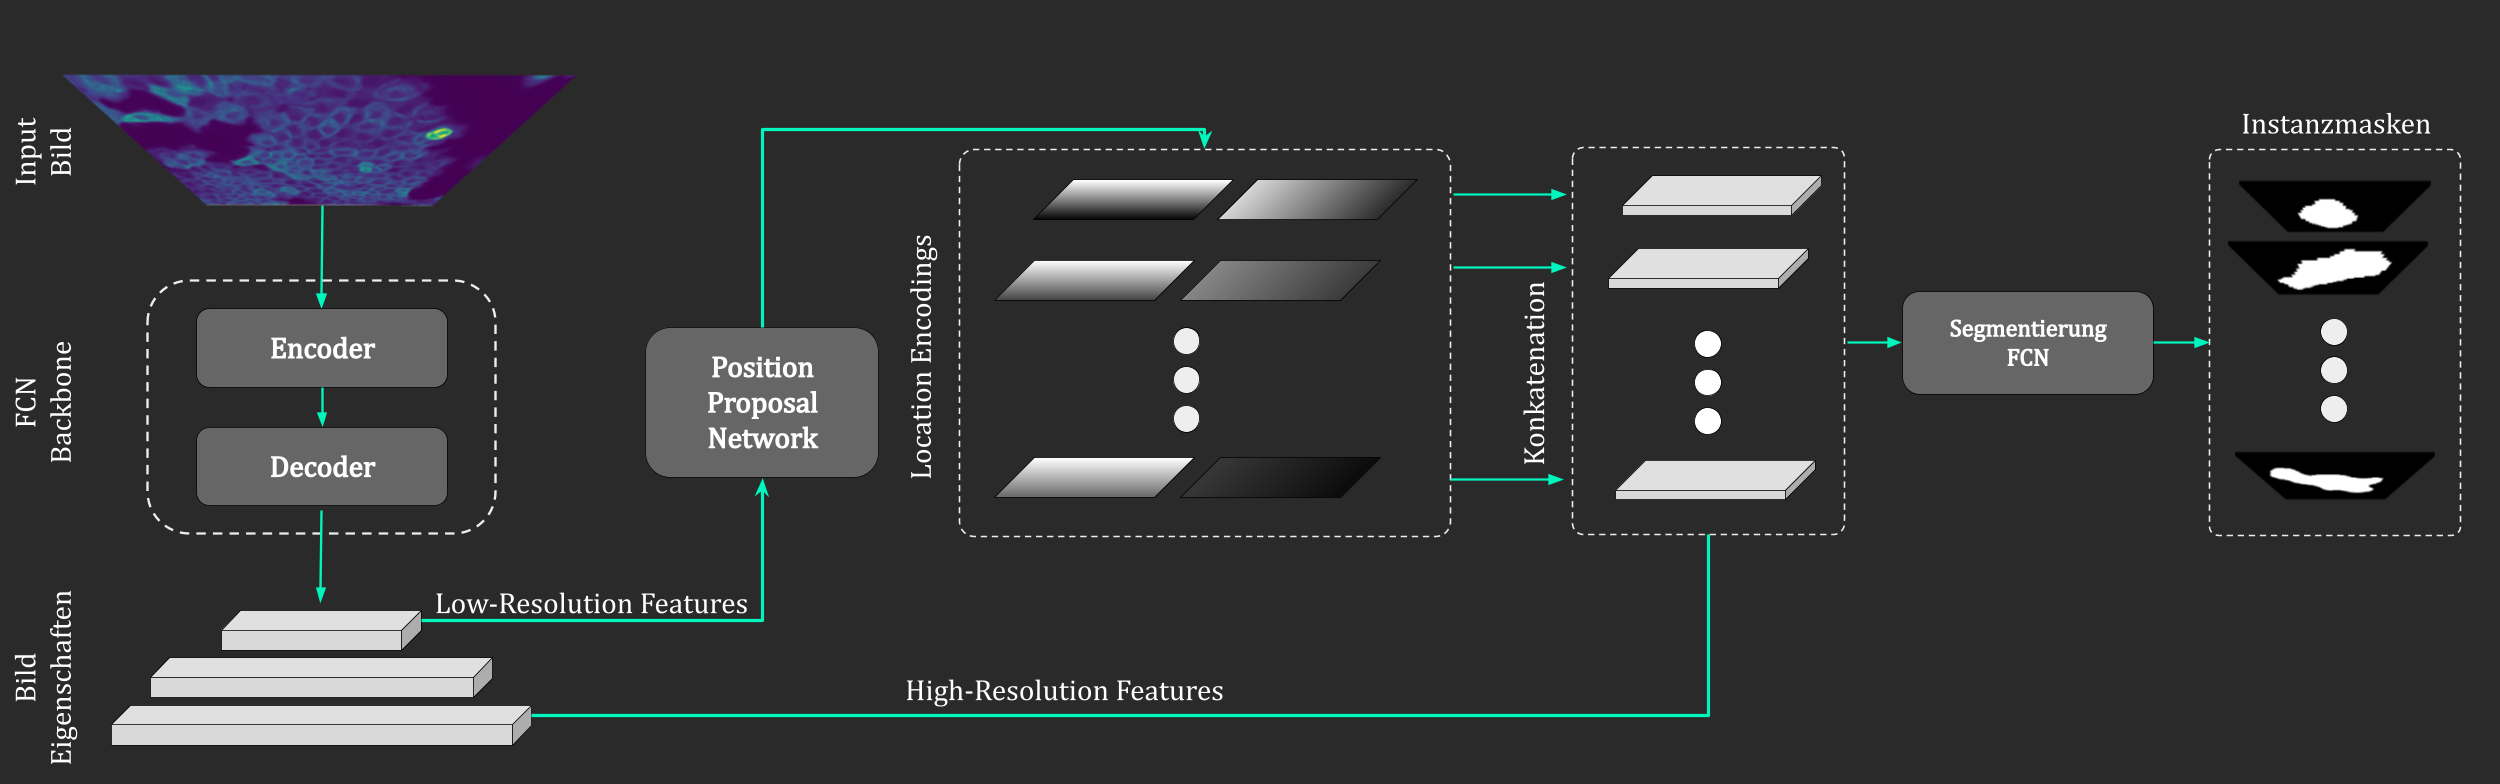 Input
Bild
FCN
Backbone
Encoder
Decoder
Bild
Eigenschaften
Low-Resolution Features
High-Resolution Features
Position
Proposal
Network
Location Encodings
Konkatenation
Segmentierung
FCN
Instanzmasken